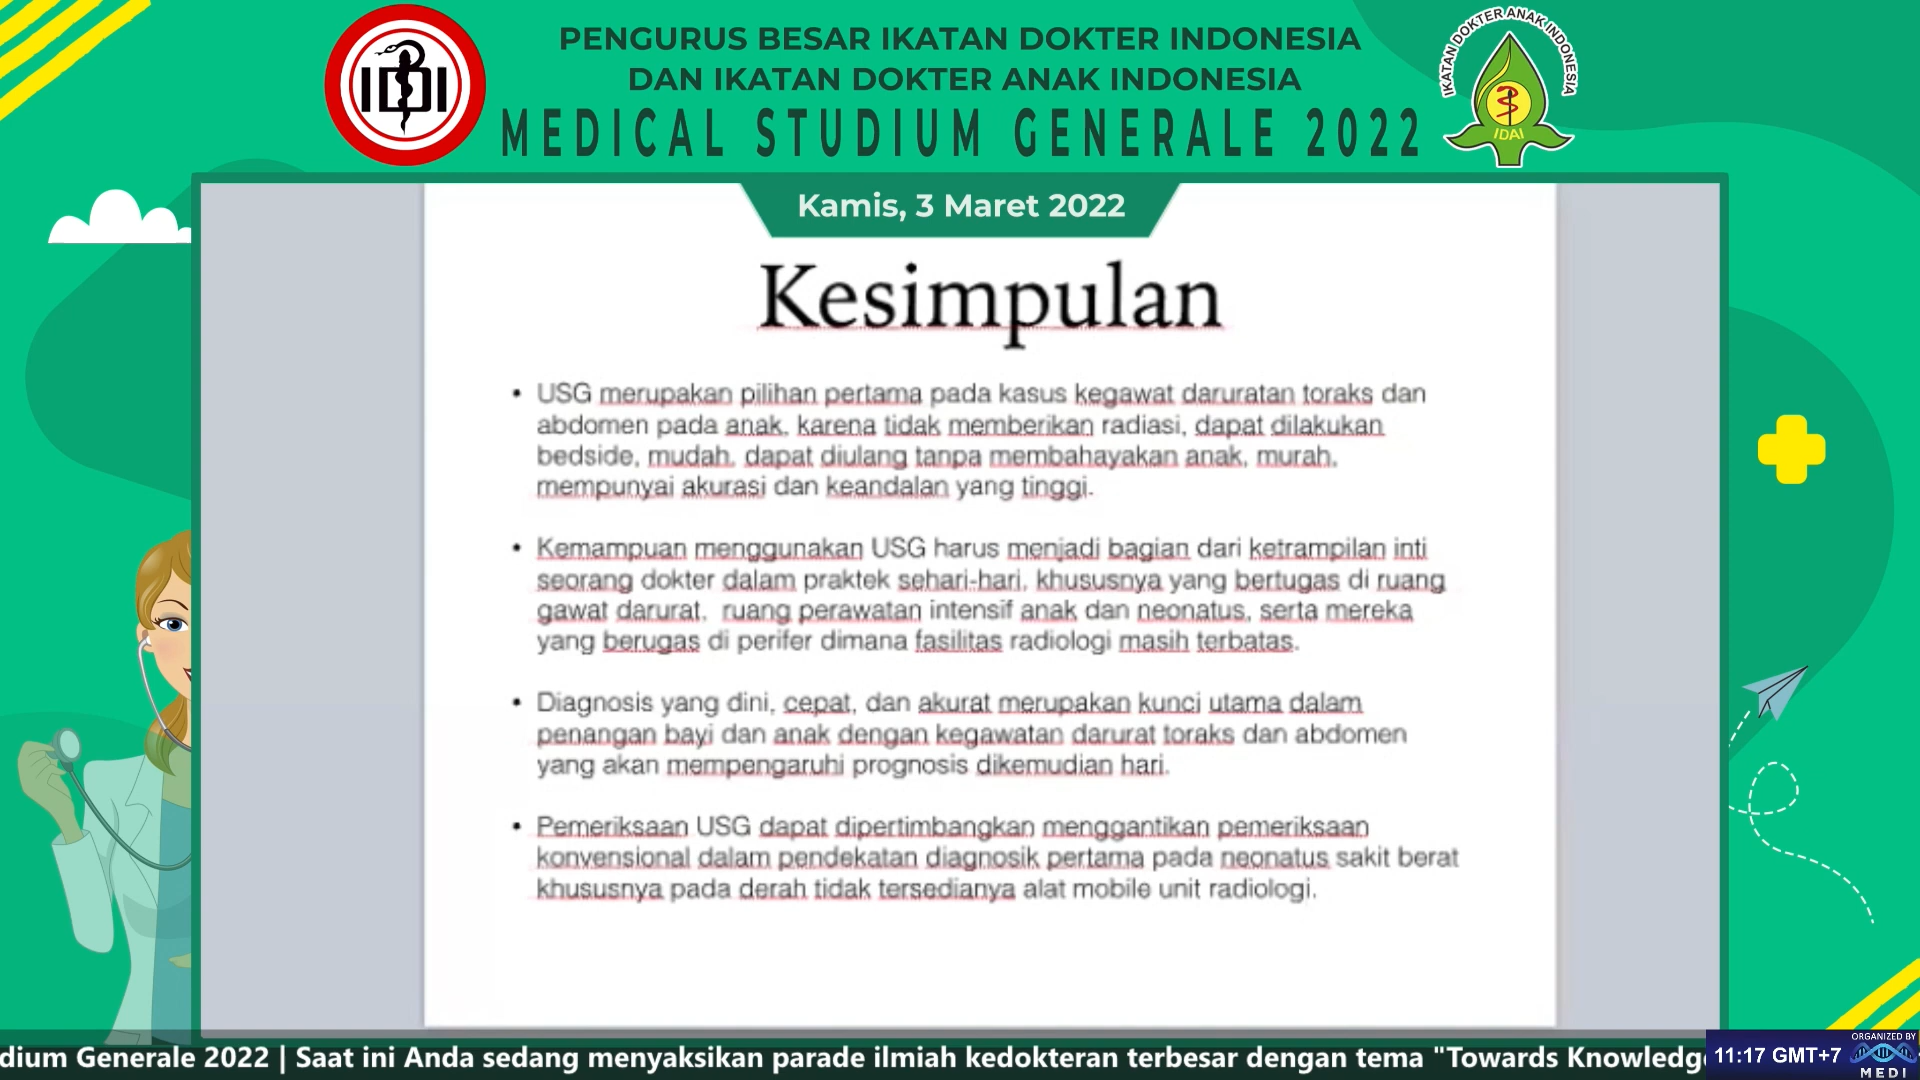 PENGURUS BESAR IKATAN DOKTER INDONESIA
DAN IKATAN DOKTER ANAK INDONESIA
MEDICAL STUDIUM GENERALE 2022
IDI
IKATAN DOKTER ANAK INDONESIA
IDAI
Kamis, 3 Maret 2022
Kesimpulan
• USG merupakan pilihan pertama pada kasus kegawat daruratan toraks dan
abdomen pada anak, karena tidak memberikan radiasi, dapat dilakukan
bedside, mudah, dapat diulang tanpa membahayakan anak, murah,
mempunyai akurasi dan keandalan yang tinggi.
• Kemampuan menggunakan USG harus menjadi bagian dari ketrampilan inti
seorang dokter dalam praktek sehari-hari, khususnya yang bertugas di ruang
gawat darurat, ruang perawatan intensif anak dan neonatus, serta mereka
yang berugas di perifer dimana fasilitas radiologi masih terbatas.
• Diagnosis yang dini, cepat, dan akurat merupakan kunci utama dalam
penangan bayi dan anak dengan kegawatan darurat toraks dan abdomen
yang akan mempengaruhi prognosis dikemudian hari.
• Pemeriksaan USG dapat dipertimbangkan menggantikan pemeriksaan
konvensional dalam pendekatan diagnosik pertama pada neonatus sakit berat
khususnya pada derah tidak tersedianya alat mobile unit radiologi.
dium Generale 2022 | Saat ini Anda sedang menyaksikan parade ilmiah kedokteran terbesar dengan tema "Towards Knowledg
11:17 GMT+7
ORGANIZED BY
MEDI